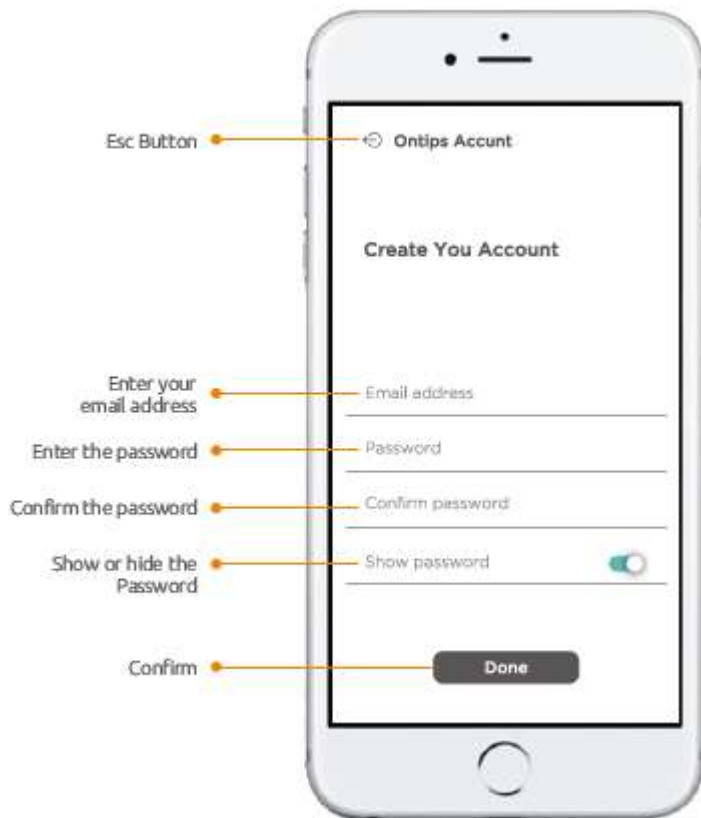 Esc Button
Ontips Accunt
Create You Account
Enter your
email address
Email address
Enter the password
Password
Confirm the password
Confirm password
Show or hide the
Password
Show password
Confirm
Done